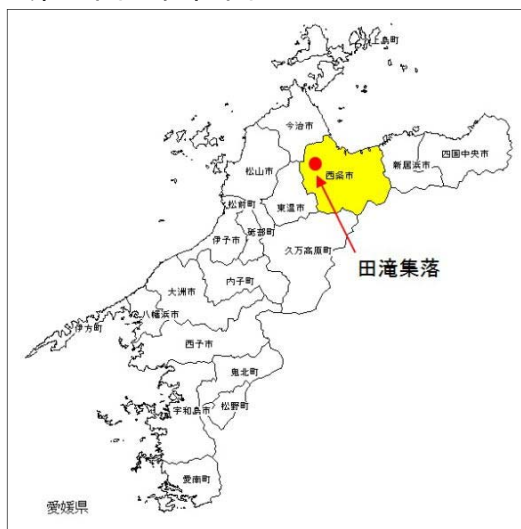 上島町
今治市
西条市
新居浜市
四国中央市
松山市
東温市
松前町
砥部町
伊予市
久万高原町
田滝集落
内子町
大洲市
八幡浜市
伊方町
西予市
鬼北町
宇和島市
松野町
愛南町
愛媛県